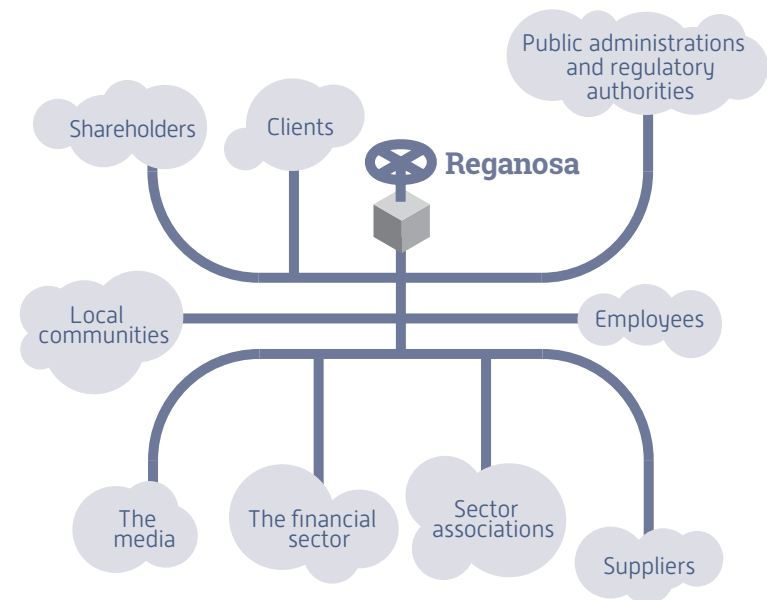 Public administrations
and regulatory
authorities
Shareholders
Clients
Reganosa
Local
communities
Employees
The
media
The financial
sector
Sector
associations
Suppliers